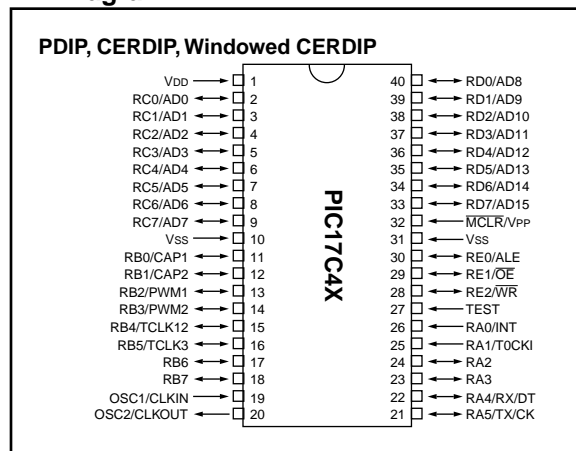 PDIP, CERDIP, Windowed CERDIP
VDD 1
RC0/AD0 2
RC1/AD1 3
RC2/AD2 4
RC3/AD3 5
RC4/AD4 6
RC5/AD5 7
RC6/AD6 8
RC7/AD7 9
VSS 10
RB0/CAP1 11
RB1/CAP2 12
RB2/PWM1 13
RB3/PWM2 14
RB4/TCLK12 15
RB5/TCLK3 16
RB6 17
RB7 18
OSC1/CLKIN 19
OSC2/CLKOUT 20
PIC17C4X
40 RD0/AD8
39 RD1/AD9
38 RD2/AD10
37 RD3/AD11
36 RD4/AD12
35 RD5/AD13
34 RD6/AD14
33 RD7/AD15
32 MCLR/VPP
31 VSS
30 RE0/ALE
29 RE1/OE
28 RE2/WR
27 TEST
26 RA0/INT
25 RA1/T0CKI
24 RA2
23 RA3
22 RA4/RX/DT
21 RA5/TX/CK